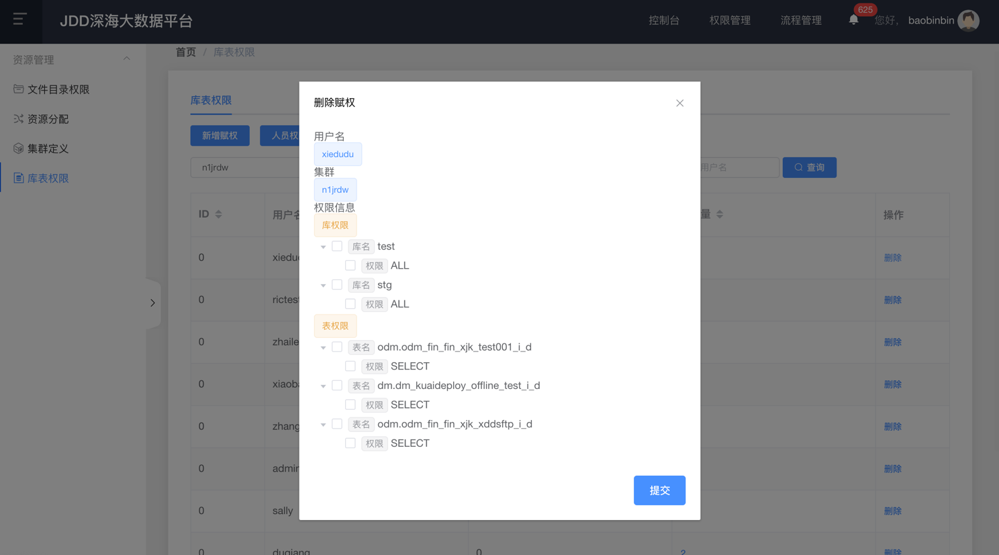 JDD深海大数据平台
控制台
权限管理
流程管理
625
您好，
baobinbin
资源管理
文件目录权限
资源分配
集群定义
库表权限
首页 / 库表权限
库表权限
新增赋权
人员权
n1jrdw
用户名
查询
ID
用户名
量
操作
0
xiedu
删除
0
rictest
删除
0
zhaile
删除
0
xiaoba
删除
0
zhang
删除
0
admin
删除
0
sally
删除
0
duqiang
0
2
删除
删除赋权
用户名
xiedudu
集群
n1jrdw
权限信息
库权限
库名 test
权限 ALL
库名 stg
权限 ALL
表权限
表名 odm.odm_fin_fin_xjk_test001_i_d
权限 SELECT
表名 dm.dm_kuaideploy_offline_test_i_d
权限 SELECT
表名 odm.odm_fin_fin_xjk_xddsftp_i_d
权限 SELECT
提交